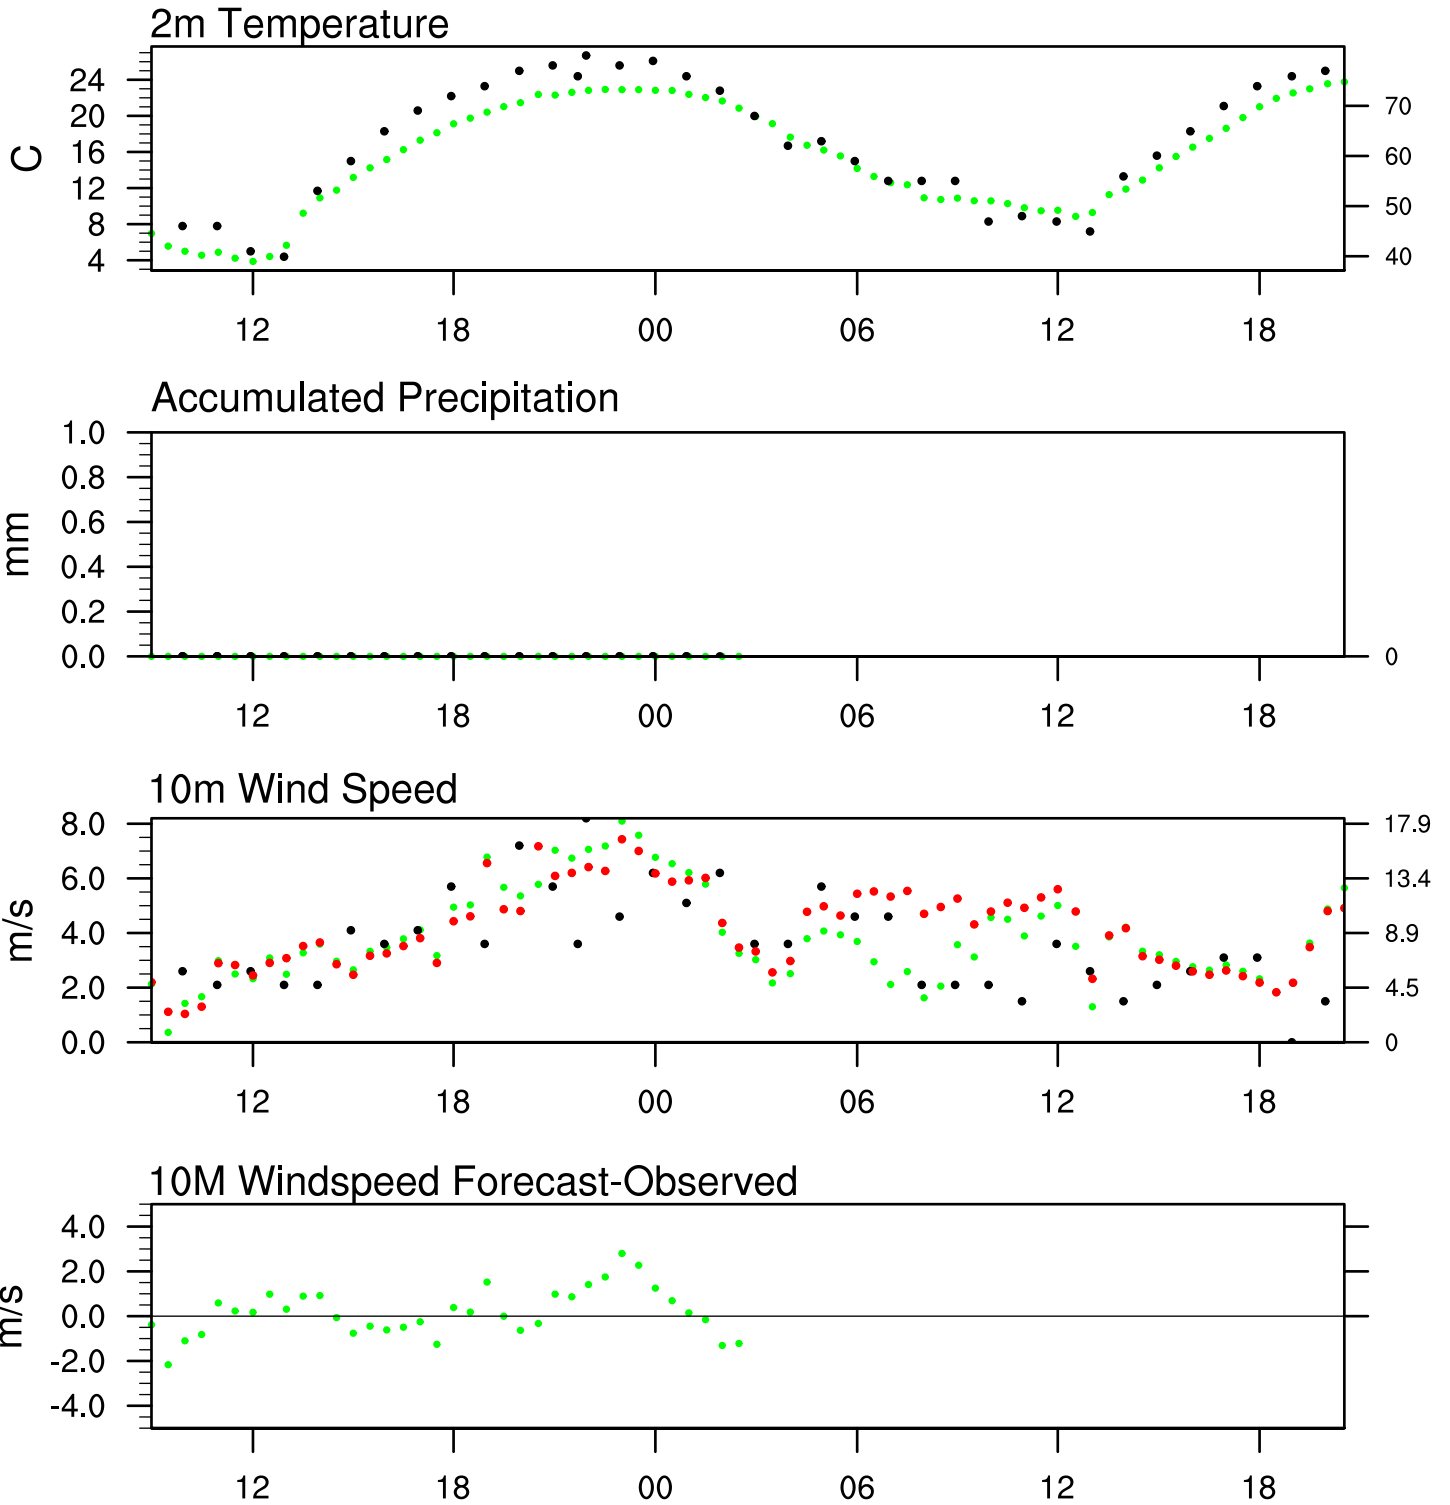 2m Temperature
24
20
16
12
8
4
C
70
60
50
40
12 18 00 06 12 18
Accumulated Precipitation
1.0
0.8
0.6
0.4
0.2
0.0
mm
0
12 18 00 06 12 18
10m Wind Speed
8.0
6.0
4.0
2.0
0.0
m/s
17.9
13.4
8.9
4.5
0
12 18 00 06 12 18
10M Windspeed Forecast-Observed
4.0
2.0
0.0
-2.0
-4.0
m/s
12 18 00 06 12 18